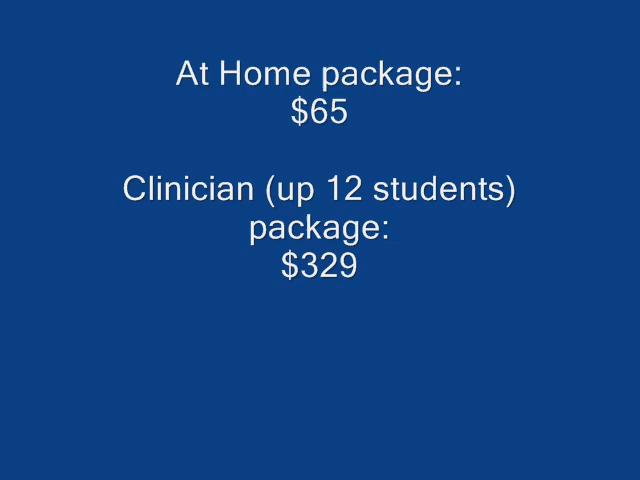 At Home package:
$65
Clinician (up 12 students)
package:
$329